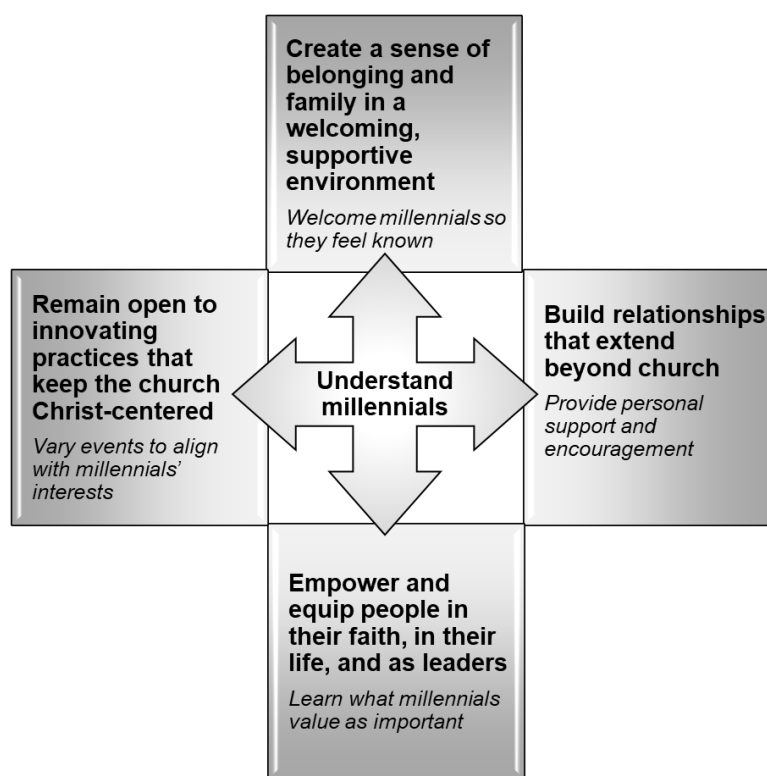 Create a sense of
belonging and
family in a
welcoming,
supportive
environment
Welcome millennials so
they feel known
Remain open to
innovating
practices that
keep the church
Christ-centered
Vary events to align
with millennials’
interests
Understand
millennials
Build relationships
that extend
beyond church
Provide personal
support and
encouragement
Empower and
equip people in
their faith, in their
life, and as leaders
Learn what millennials
value as important